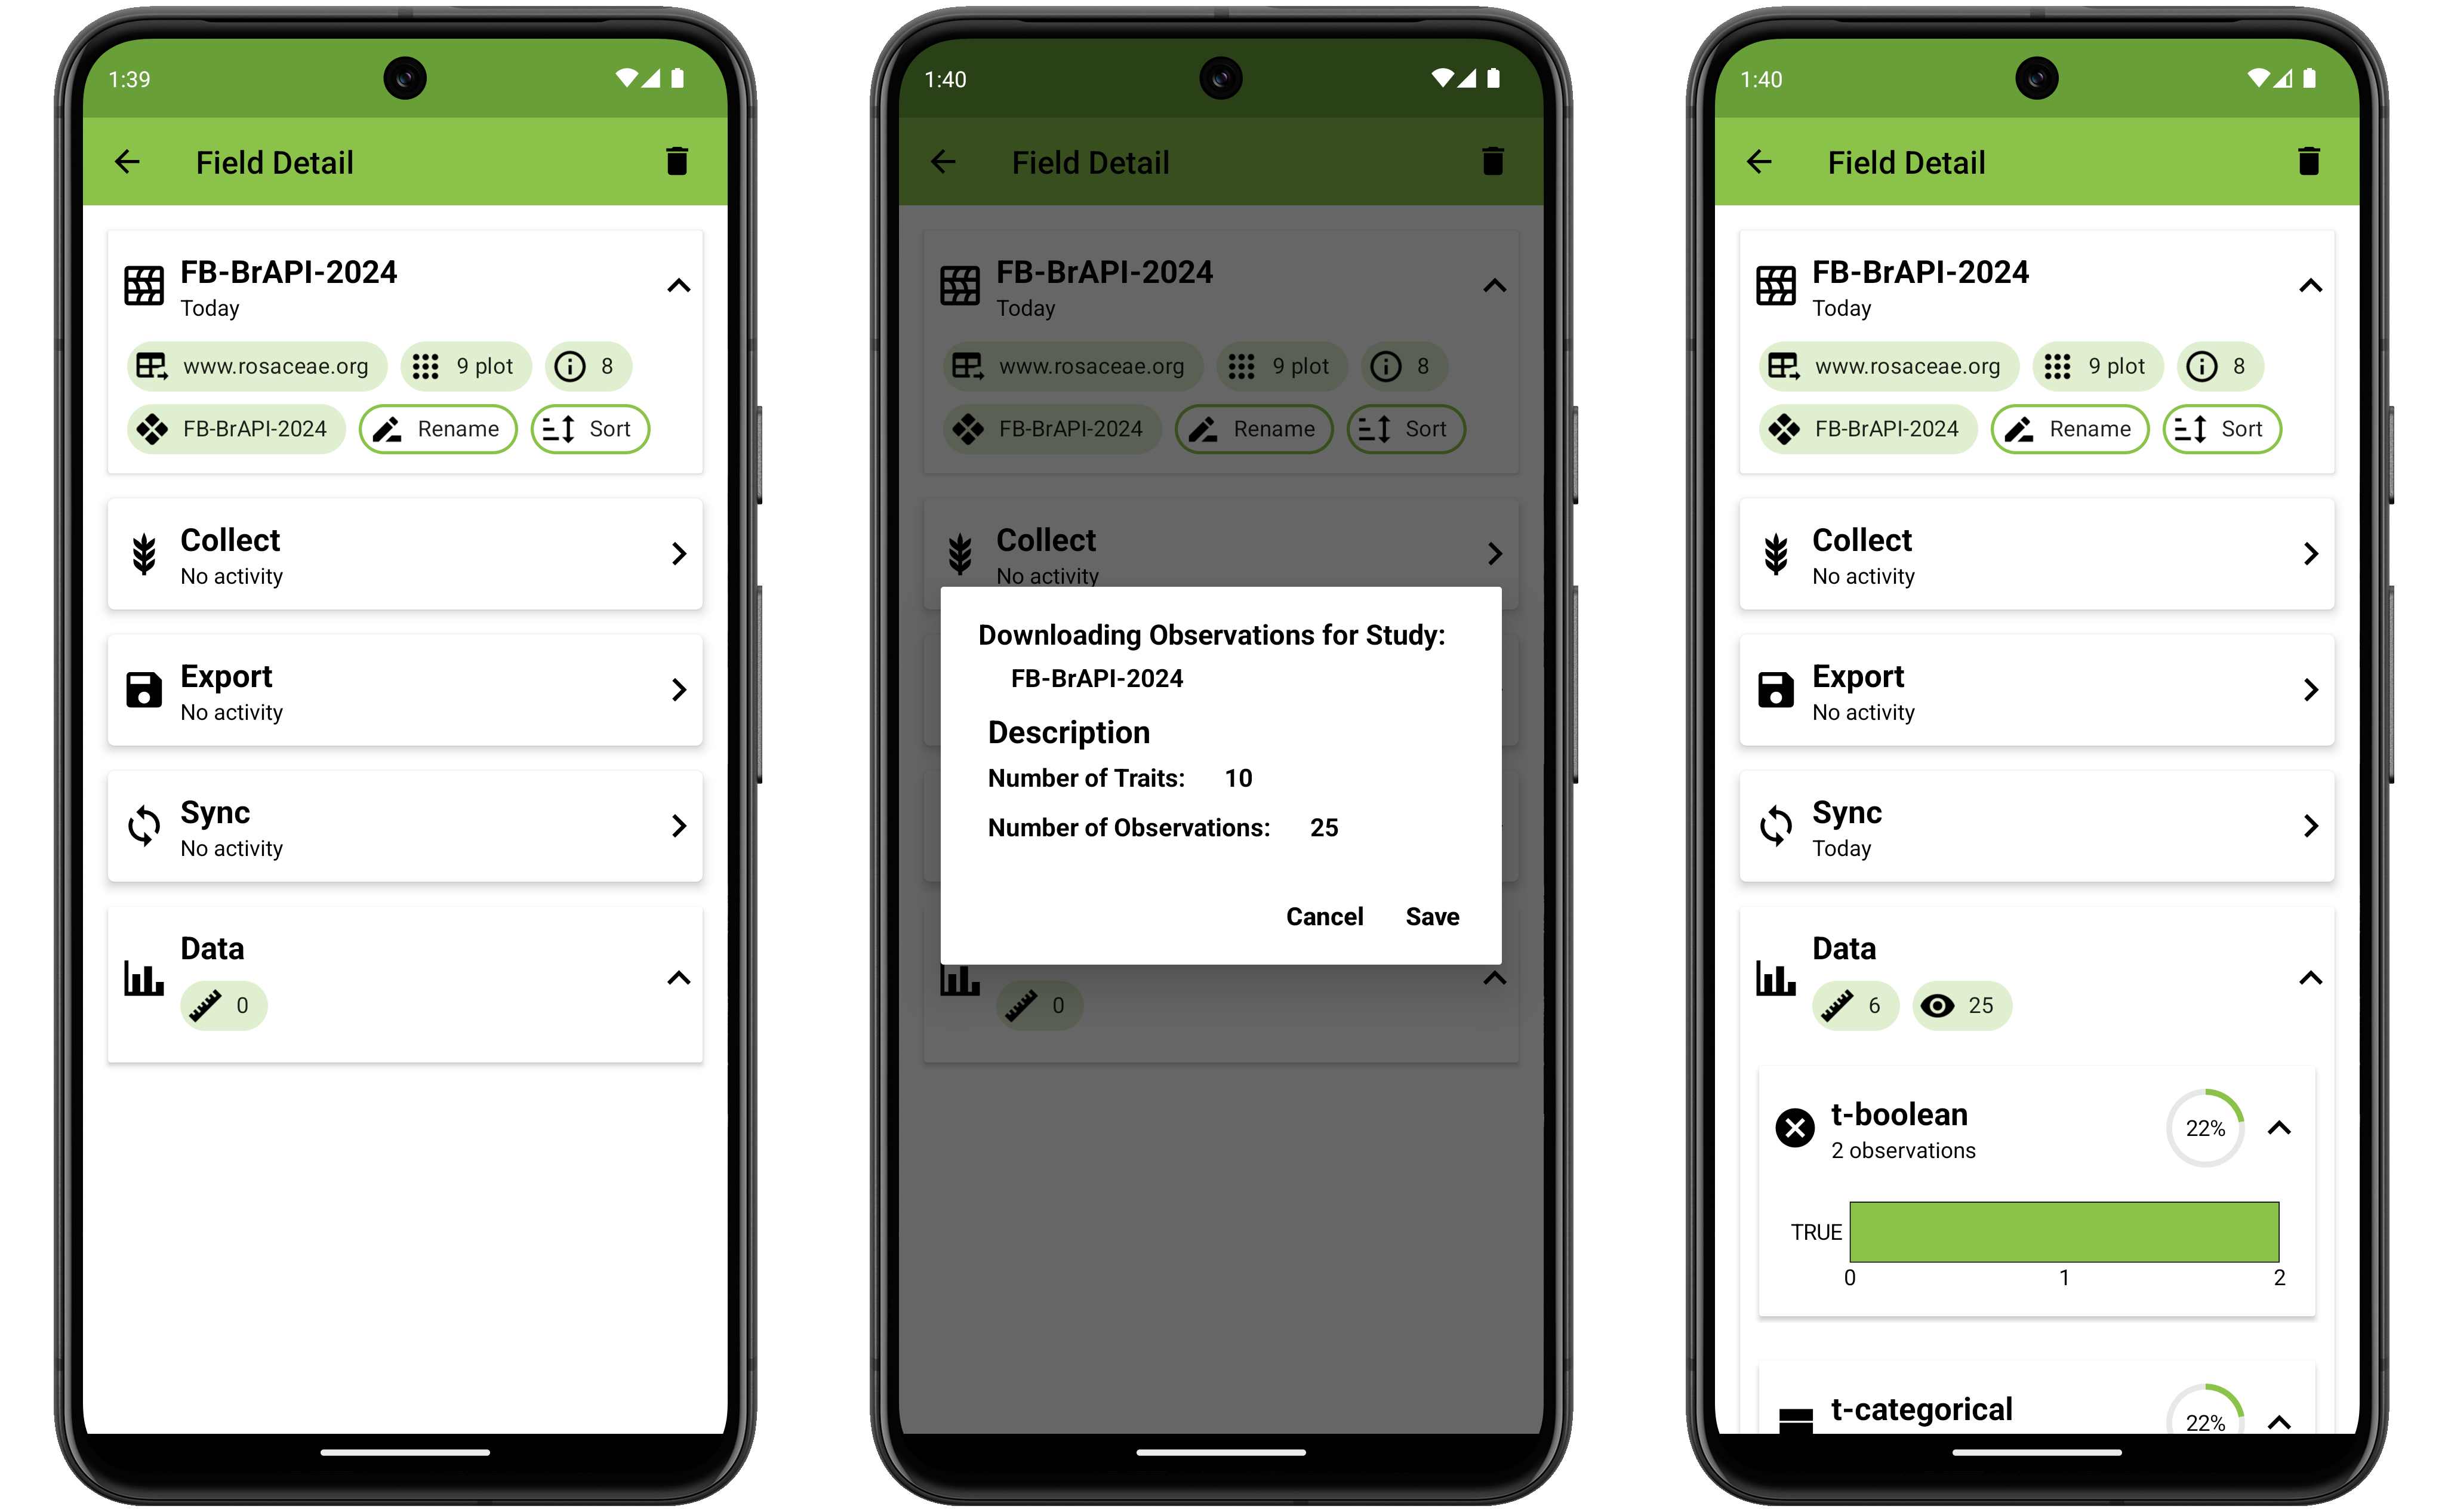 1:39
Field Detail
FB-BrAPI-2024
Today
www.rosaceae.org 9 plot 8
FB-BrAPI-2024 Rename Sort
Collect
No activity
Export
No activity
Sync
No activity
Data
0
1:40
Field Detail
FB-BrAPI-2024
Today
www.rosaceae.org 9 plot 8
FB-BrAPI-2024 Rename Sort
Collect
No activity
Downloading Observations for Study:
FB-BrAPI-2024
Description
Number of Traits: 10
Number of Observations: 25
Cancel Save
0
1:40
Field Detail
FB-BrAPI-2024
Today
www.rosaceae.org 9 plot 8
FB-BrAPI-2024 Rename Sort
Collect
No activity
Export
No activity
Sync
Today
Data
6 25
t-boolean
2 observations
22%
TRUE
0 1 2
t-categorical
22%